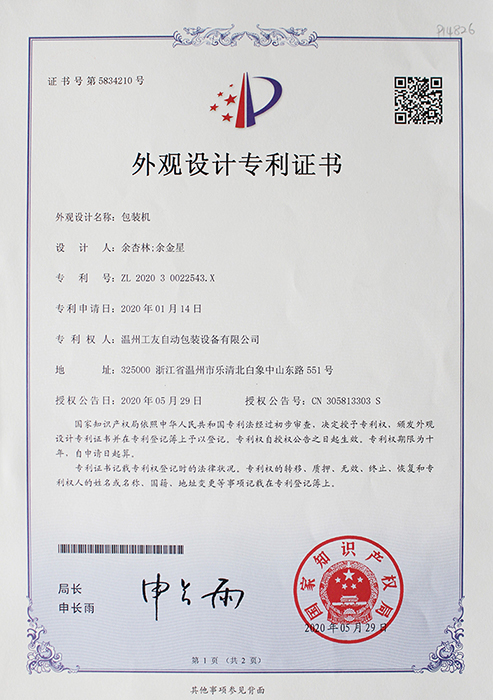 P14826
证书号第5834210号
外观设计专利证书
外观设计名称：包装机
设 计 人：余杏林;余金星
专 利 号：ZL 2020 3 0022543.X
专利申请日：2020年01月14日
专 利 权 人：温州工友自动包装设备有限公司
地 址：325000 浙江省温州市乐清北白象中山东路551号
授权公告日：2020年05月29日 授权公告号：CN 305813303 S
国家知识产权局依照中华人民共和国专利法经过初步审查，决定授予专利权，颁发外观
设计专利证书并在专利登记簿上予以登记。专利权自授权公告之日起生效。专利权期限为十
年，自申请日起算。
专利证书记载专利权登记时的法律状况。专利权的转移、质押、无效、终止、恢复和专
利权人的姓名或名称、国籍、地址变更等事项记载在专利登记簿上。
局长
申长雨
申长雨
国家知识产权局
2020年05月29日
第1页（共2页）
其他事项参见背面